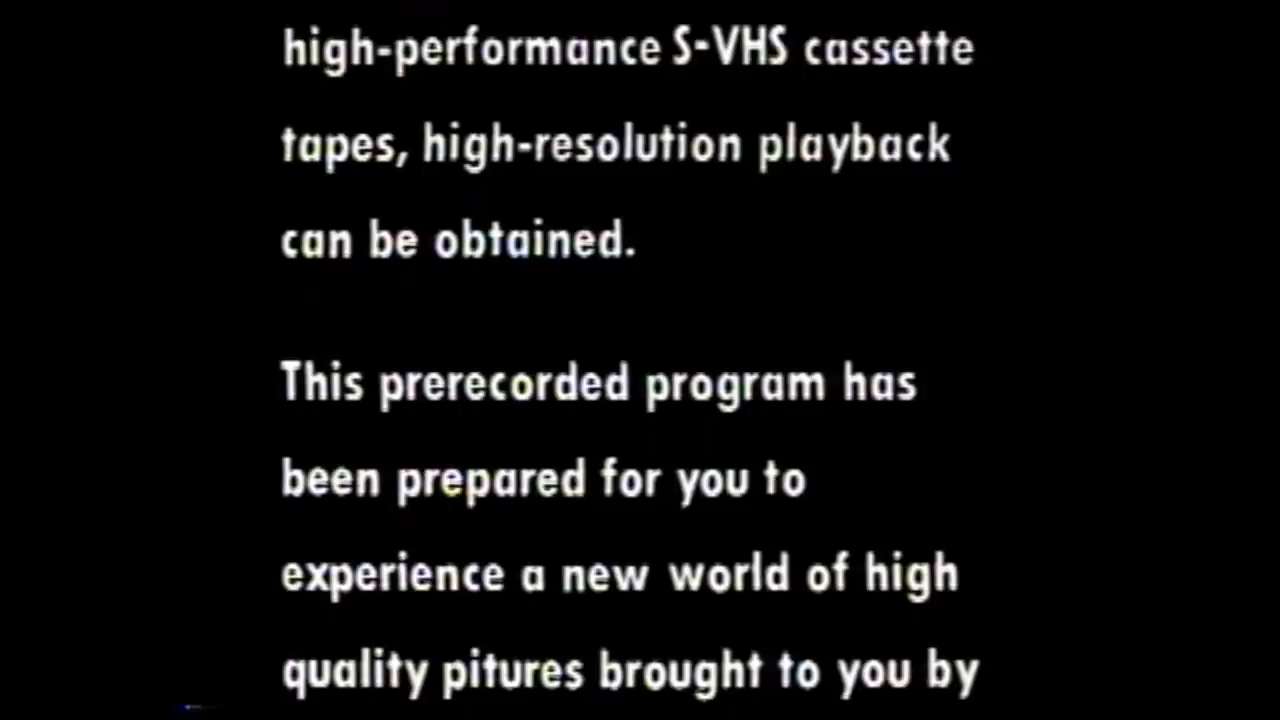 high-performance S-VHS cassette
tapes, high-resolution playback
can be obtained.
This prerecorded program has
been prepared for you to
experience a new world of high
quality pitures brought to you by